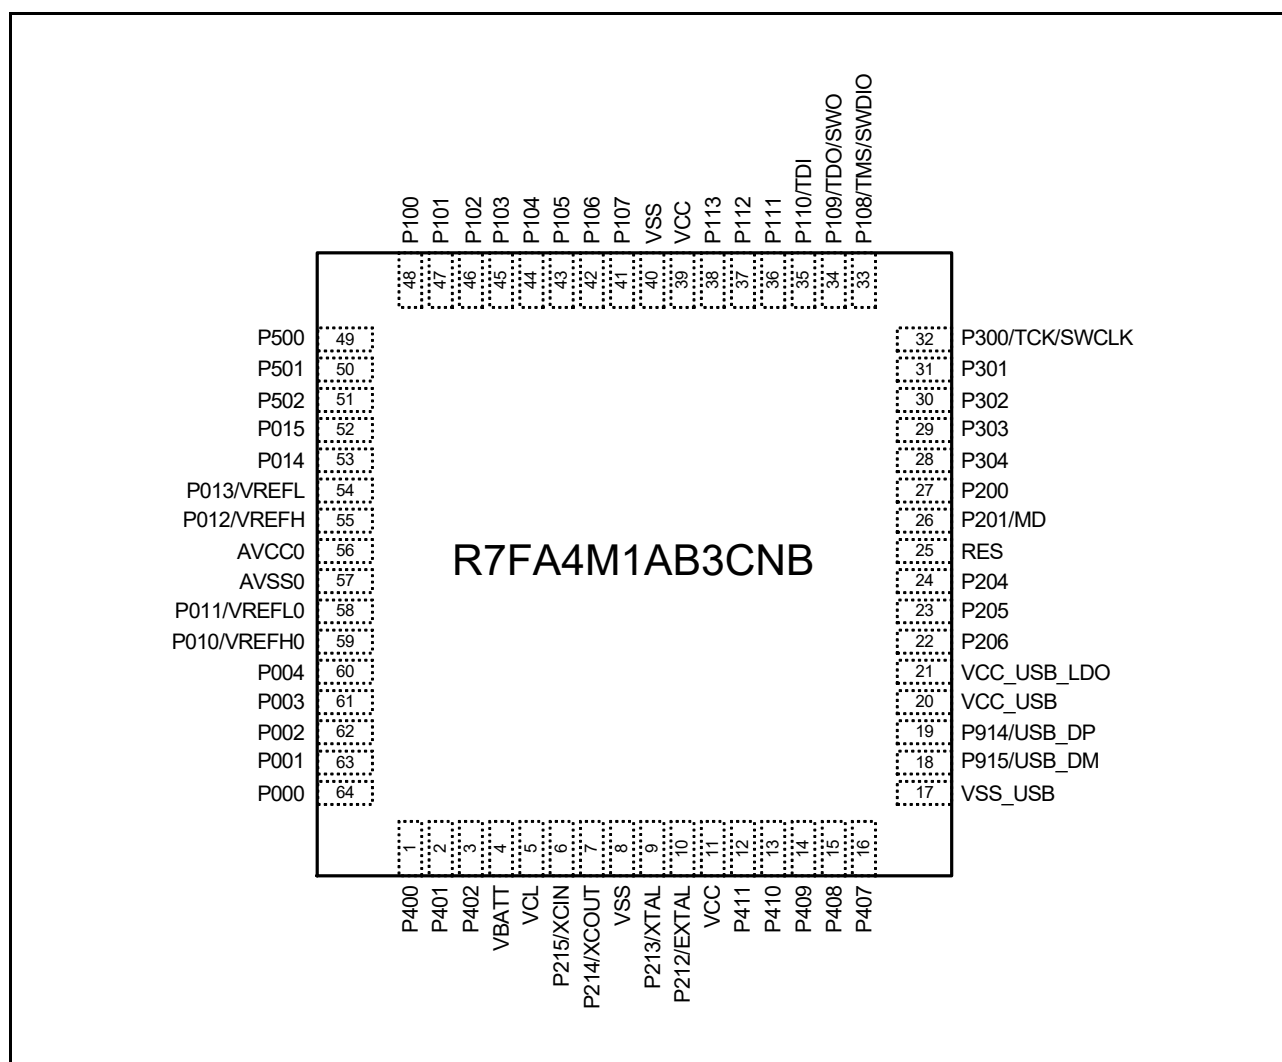 P100
P101
P102
P103
P104
P105
P106
P107
VSS
VCC
P113
P112
P111
P110/TDI
P109/TDO/SWO
P108/TMS/SWDIO
48
47
46
45
44
43
42
41
40
39
38
37
36
35
34
33
P500 49
P501 50
P502 51
P015 52
P014 53
P013/VREFL 54
P012/VREFH 55
AVCC0 56
AVSS0 57
P011/VREFL0 58
P010/VREFH0 59
P004 60
P003 61
P002 62
P001 63
P000 64
R7FA4M1AB3CNB
32 P300/TCK/SWCLK
31 P301
30 P302
29 P303
28 P304
27 P200
26 P201/MD
25 RES
24 P204
23 P205
22 P206
21 VCC_USB_LDO
20 VCC_USB
19 P914/USB_DP
18 P915/USB_DM
17 VSS_USB
1
2
3
4
5
6
7
8
9
10
11
12
13
14
15
16
P400
P401
P402
VBATT
VCL
P215/XCIN
P214/XCOUT
VSS
P213/XTAL
P212/EXTAL
VCC
P411
P410
P409
P408
P407